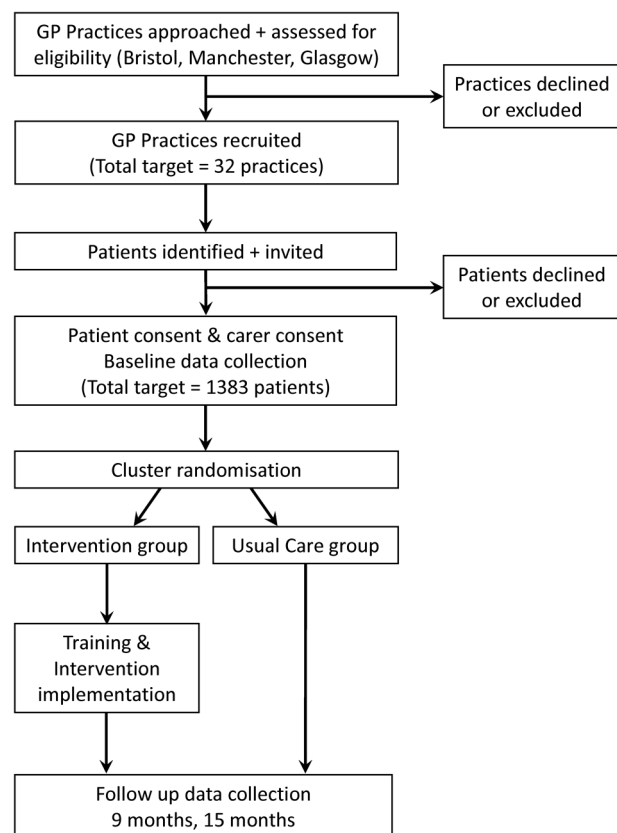 GP Practices approached + assessed for
eligibility (Bristol, Manchester, Glasgow)
Practices declined
or excluded
GP Practices recruited
(Total target = 32 practices)
Patients identified + invited
Patients declined
or excluded
Patient consent & carer consent
Baseline data collection
(Total target = 1383 patients)
Cluster randomisation
Intervention group
Usual Care group
Training &
Intervention
implementation
Follow up data collection
9 months, 15 months